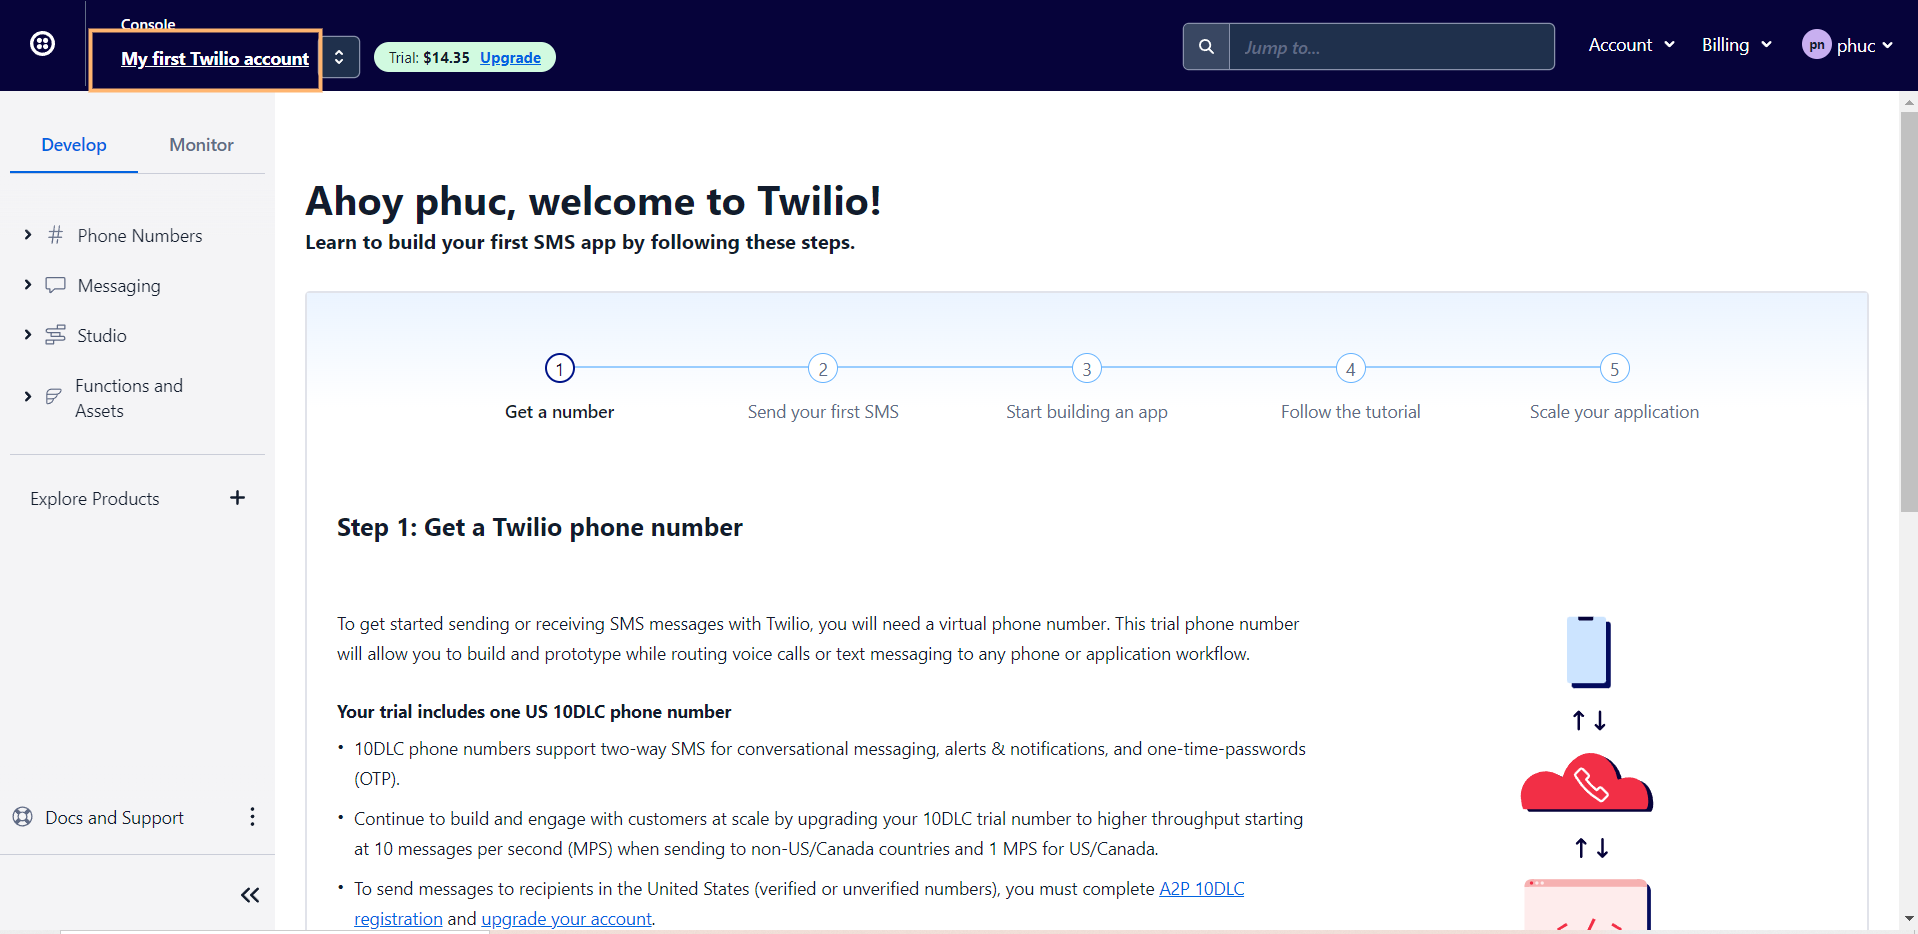 Console
My first Twilio account
Trial: $14.35 Upgrade
Jump to...
Account
Billing
pn
phuc
Develop
Monitor
Phone Numbers
Messaging
Studio
Functions and
Assets
Explore Products
Docs and Support
Ahoy phuc, welcome to Twilio!
Learn to build your first SMS app by following these steps.
1
2
3
4
5
Get a number
Send your first SMS
Start building an app
Follow the tutorial
Scale your application
Step 1: Get a Twilio phone number
To get started sending or receiving SMS messages with Twilio, you will need a virtual phone number. This trial phone number
will allow you to build and prototype while routing voice calls or text messaging to any phone or application workflow.
Your trial includes one US 10DLC phone number
• 10DLC phone numbers support two-way SMS for conversational messaging, alerts & notifications, and one-time-passwords
(OTP).
• Continue to build and engage with customers at scale by upgrading your 10DLC trial number to higher throughput starting
at 10 messages per second (MPS) when sending to non-US/Canada countries and 1 MPS for US/Canada.
• To send messages to recipients in the United States (verified or unverified numbers), you must complete A2P 10DLC
registration and upgrade your account.